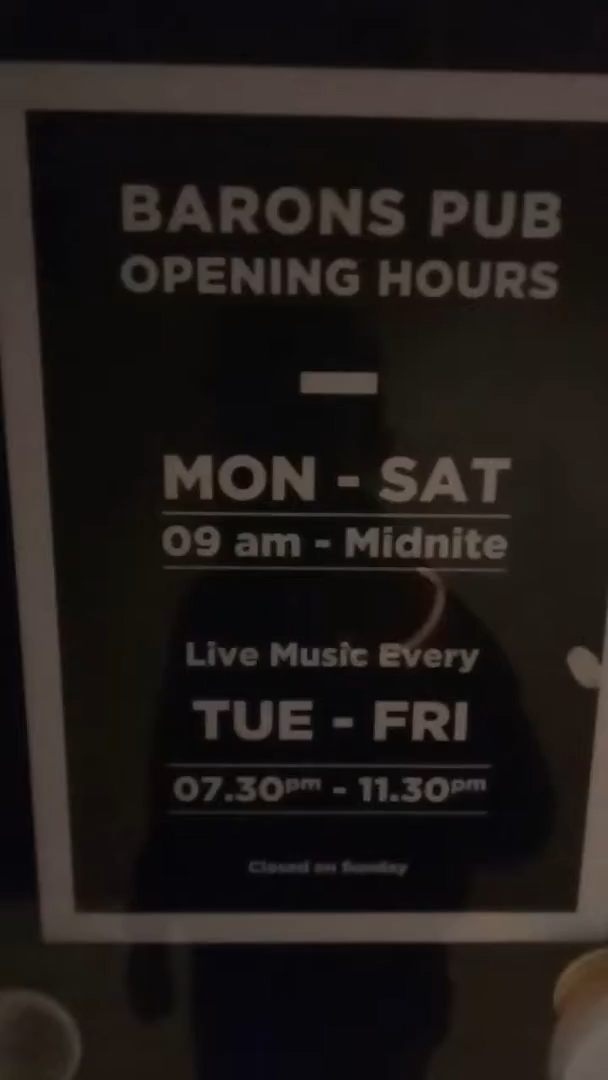 BARONS PUB
OPENING HOURS
MON - SAT
09 am - Midnite
Live Music Every
TUE - FRI
07.30pm - 11.30pm
Closed on Sunday